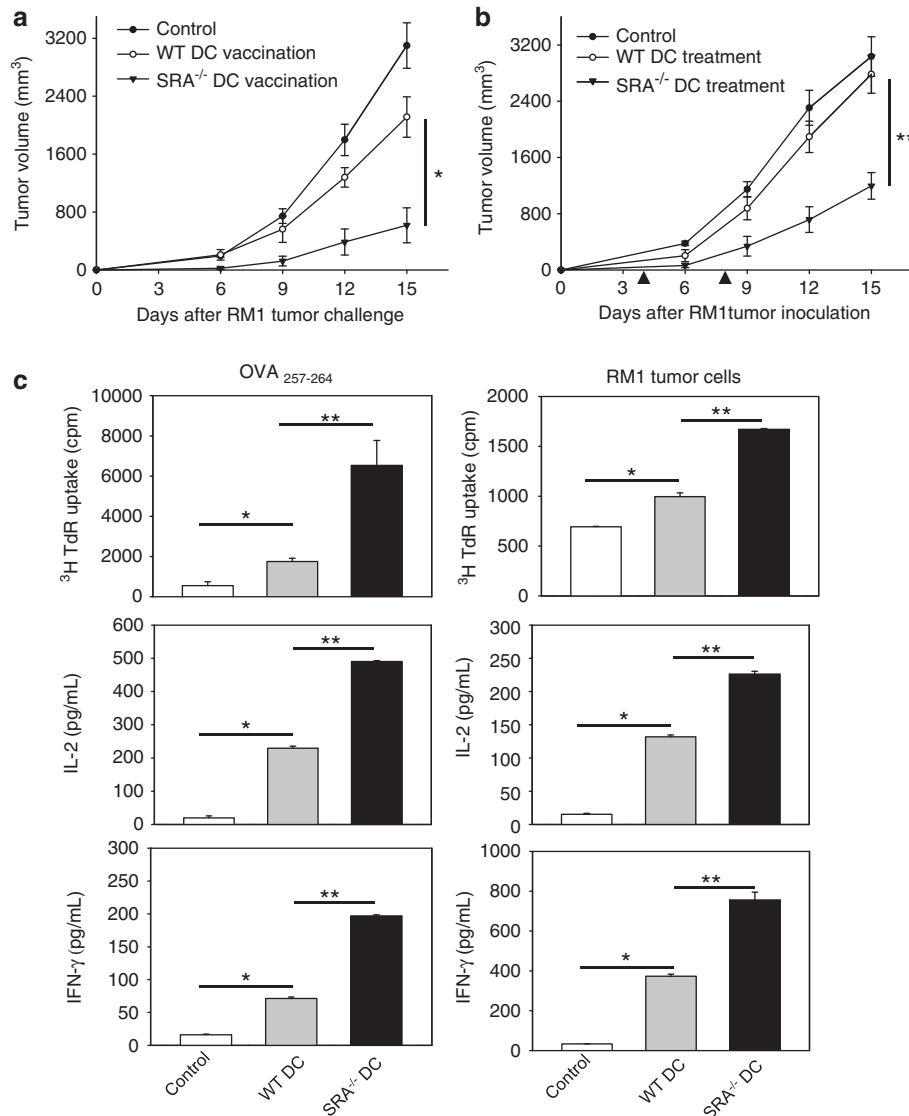 a
Control
WT DC vaccination
SRA-/- DC vaccination
Tumor volume (mm3)
3200
2400
1600
800
0
*
0 3 6 9 12 15
Days after RM1 tumor challenge
b
Control
WT DC treatment
SRA-/- DC treatment
Tumor volume (mm3)
3200
2400
1600
800
0
**
0 3 6 9 12 15
Days after RM1tumor inoculation
c
OVA 257-264
3H TdR uptake (cpm)
10000
8000
6000
4000
2000
0
*
**
RM1 tumor cells
3H TdR uptake (cpm)
2000
1500
1000
500
0
*
**
IL-2 (pg/mL)
600
500
400
300
200
100
0
*
**
IL-2 (pg/mL)
300
250
200
150
100
50
0
*
**
IFN-γ (pg/mL)
300
250
200
150
100
50
0
*
**
Control
WT DC
SRA-/- DC
IFN-γ (pg/mL)
1000
800
600
400
200
0
*
**
Control
WT DC
SRA-/- DC